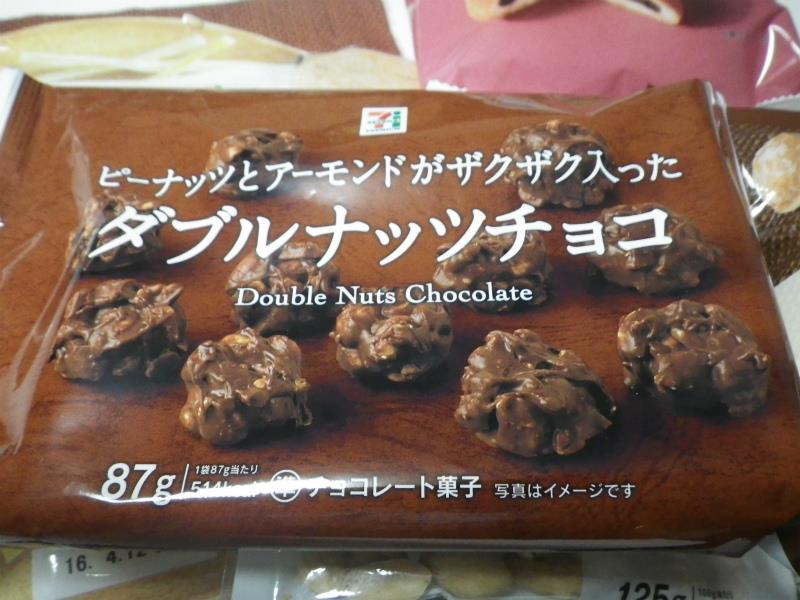 ピーナッツとアーモンドがザクザク入った
ダブルナッツチョコ
Double Nuts Chocolate
87g
1袋87g当たり
514kcal
準 チョコレート菓子 写真はイメージです
16. 4.12
125g